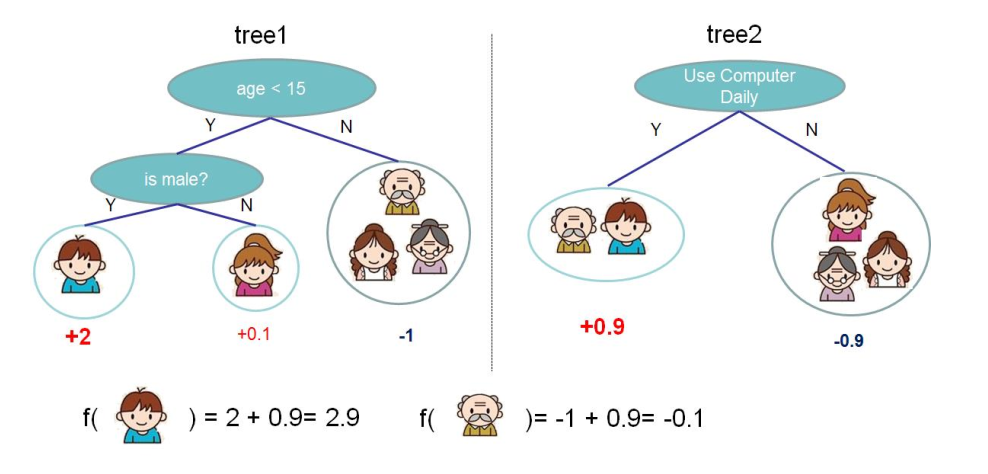 tree1
age < 15
Y
N
is male?
Y
N
+2
+0.1
-1
tree2
Use Computer
Daily
Y
N
+0.9
-0.9
f( ) = 2 + 0.9= 2.9
f( )= -1 + 0.9= -0.1